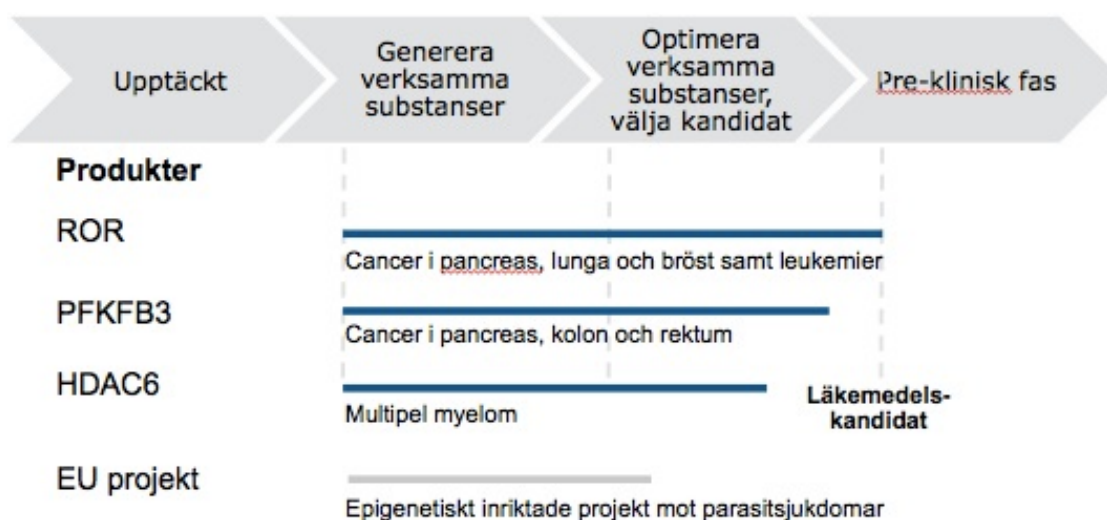 Upptäckt
Generera
verksamma
substanser
Optimera
verksamma
substanser,
välja kandidat
Pre-klinisk fas
Produkter
ROR
Cancer i pancreas, lunga och bröst samt leukemier
PFKFB3
Cancer i pancreas, kolon och rektum
HDAC6
Multipel myelom
Läkemedels-
kandidat
EU projekt
Epigenetiskt inriktade projekt mot parasitsjukdomar